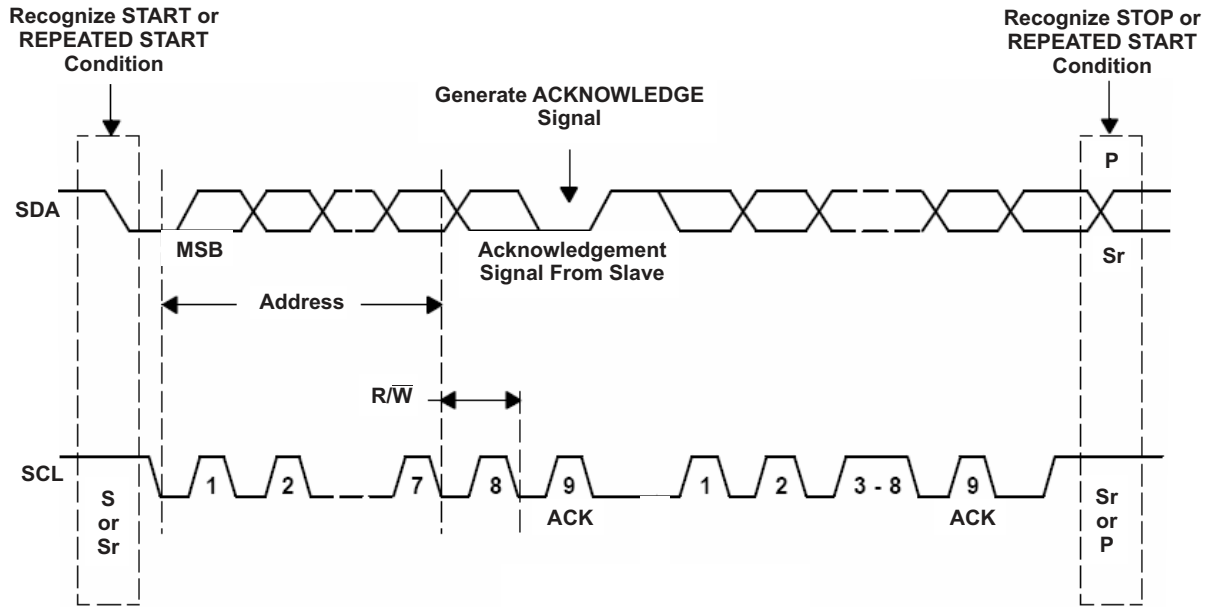 Recognize START or
REPEATED START
Condition
Recognize STOP or
REPEATED START
Condition
Generate ACKNOWLEDGE
Signal
P
SDA
MSB
Acknowledgement
Signal From Slave
Sr
Address
R/W̅
SCL
1
2
7
8
9
1
2
3 - 8
9
ACK
ACK
S
or
Sr
Sr
or
P